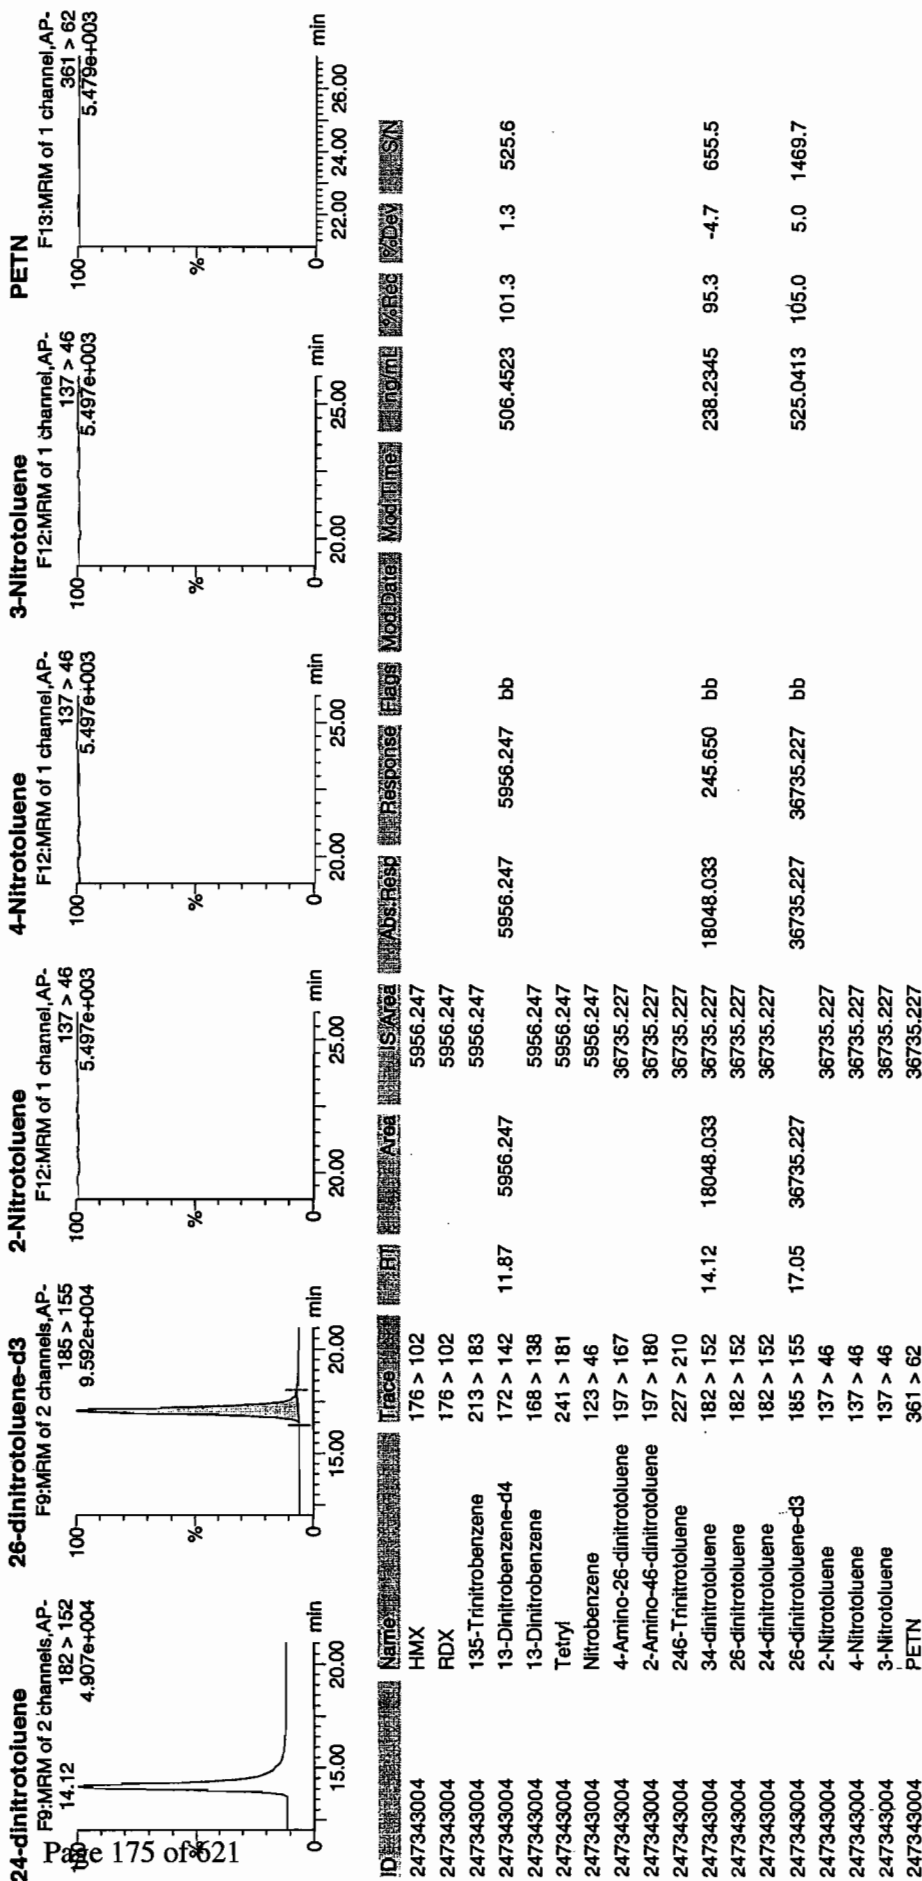 24-dinitrotoluene
F9:MRM of 2 channels,AP-
182 > 152
4.907e+004
14.12
100
%
0
15.00 20.00 min
26-dinitrotoluene-d3
F9:MRM of 2 channels,AP-
185 > 155
9.592e+004
100
%
0
15.00 20.00 min
2-Nitrotoluene
F12:MRM of 1 channel,AP-
137 > 46
5.497e+003
100
%
0
20.00 25.00 min
4-Nitrotoluene
F12:MRM of 1 channel,AP-
137 > 46
5.497e+003
100
%
0
20.00 25.00 min
3-Nitrotoluene
F12:MRM of 1 channel,AP-
137 > 46
5.497e+003
100
%
0
20.00 25.00 min
PETN
F13:MRM of 1 channel,AP-
361 > 62
5.479e+003
100
%
0
22.00 24.00 26.00 min
ID Name Trace RT Area IS Area Abs.Resp Response Flags Mod.Date Mod.Time ng/mL %Rec %Dev S/N
247343004 HMX 176 > 102 5956.247
247343004 RDX 176 > 102 5956.247
247343004 135-Trinitrobenzene 213 > 183 5956.247
247343004 13-Dinitrobenzene-d4 172 > 142 11.87 5956.247 5956.247 5956.247 bb 506.4523 101.3 1.3 525.6
247343004 13-Dinitrobenzene 168 > 138 5956.247
247343004 Tetryl 241 > 181 5956.247
247343004 Nitrobenzene 123 > 46 5956.247
247343004 4-Amino-26-dinitrotoluene 197 > 167 36735.227
247343004 2-Amino-46-dinitrotoluene 197 > 180 36735.227
247343004 246-Trinitrotoluene 227 > 210 36735.227
247343004 34-dinitrotoluene 182 > 152 14.12 18048.033 36735.227 18048.033 245.650 bb 238.2345 95.3 -4.7 655.5
247343004 26-dinitrotoluene 182 > 152 36735.227
247343004 24-dinitrotoluene 182 > 152 36735.227
247343004 26-dinitrotoluene-d3 185 > 155 17.05 36735.227 36735.227 36735.227 bb 525.0413 105.0 5.0 1469.7
247343004 2-Nitrotoluene 137 > 46 36735.227
247343004 4-Nitrotoluene 137 > 46 36735.227
247343004 3-Nitrotoluene 137 > 46 36735.227
247343004 PETN 361 > 62 36735.227
Page 175 of 621